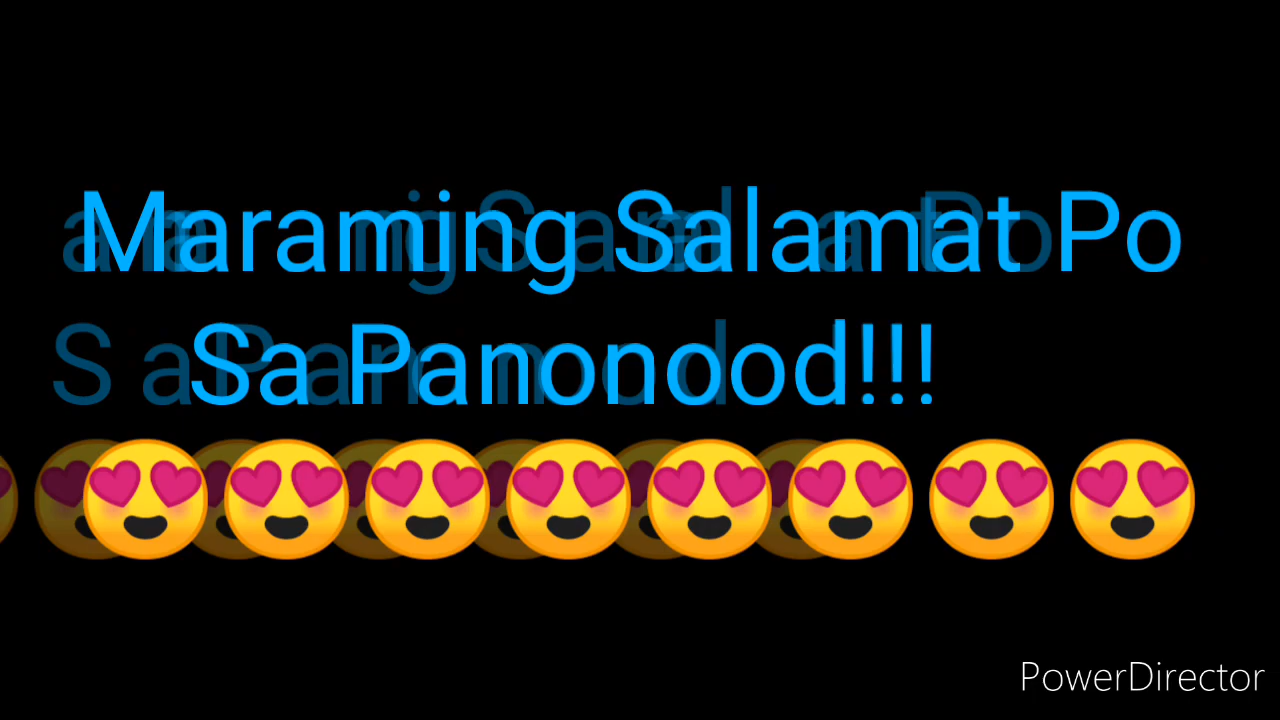 Maraming Salamat Po
Sa Panonood!!!
😍😍😍😍😍😍😍😍
PowerDirector